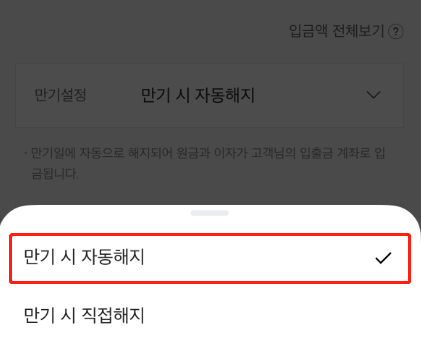 입금액 전체보기 ?
만기설정 만기 시 자동해지
· 만기일에 자동으로 해지되어 원금과 이자가 고객님의 입출금 계좌로 입
금됩니다.
만기 시 자동해지
만기 시 직접해지